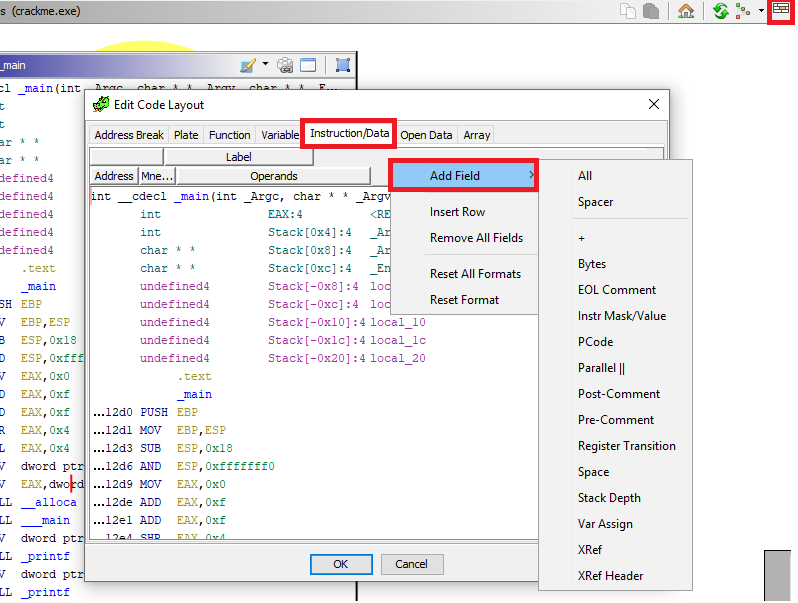 s (crackme.exe)
_main
cl _main(int _Argc, char * * _Argv, char * * _E...
t
t
ar * *
ar * *
defined4
defined4
defined4
defined4
defined4
.text
_main
SH EBP
V EBP,ESP
B ESP,0x18
D ESP,0xfff
V EAX,0x0
D EAX,0xf
D EAX,0xf
R EAX,0x4
L EAX,0x4
V dword ptr
V EAX,dword
LL __alloca
LL ___main
V dword ptr
LL _printf
V dword ptr
LL _printf
Edit Code Layout
Address Break Plate Function Variable Instruction/Data Open Data Array
Label
Address Mne... Operands
int __cdecl _main(int _Argc, char * * _Argv
int EAX:4 <RE
int Stack[0x4]:4 _Ar
char * * Stack[0x8]:4 _Ar
char * * Stack[0xc]:4 _En
undefined4 Stack[-0x8]:4 loc
undefined4 Stack[-0xc]:4 loc
undefined4 Stack[-0x10]:4 local_10
undefined4 Stack[-0x1c]:4 local_1c
undefined4 Stack[-0x20]:4 local_20
.text
_main
...12d0 PUSH EBP
...12d1 MOV EBP,ESP
...12d3 SUB ESP,0x18
...12d6 AND ESP,0xfffffff0
...12d9 MOV EAX,0x0
...12de ADD EAX,0xf
...12e1 ADD EAX,0xf
...12e4 SHR EAX,0x4
OK Cancel
Add Field
Insert Row
Remove All Fields
Reset All Formats
Reset Format
All
Spacer
+
Bytes
EOL Comment
Instr Mask/Value
PCode
Parallel ||
Post-Comment
Pre-Comment
Register Transition
Space
Stack Depth
Var Assign
XRef
XRef Header